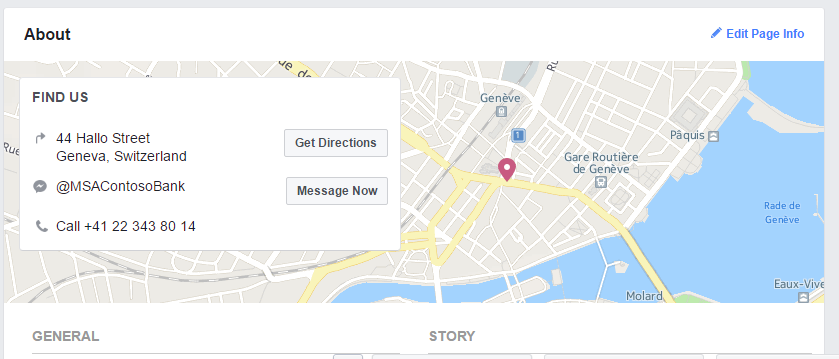 About
Edit Page Info
FIND US
44 Hallo Street
Geneva, Switzerland
Get Directions
@MSAContosoBank
Message Now
Call +41 22 343 80 14
Genève
1
Pâquis
Gare Routière
de Genève
Rade de
Genève
Molard
Eaux-Vive
GENERAL
STORY